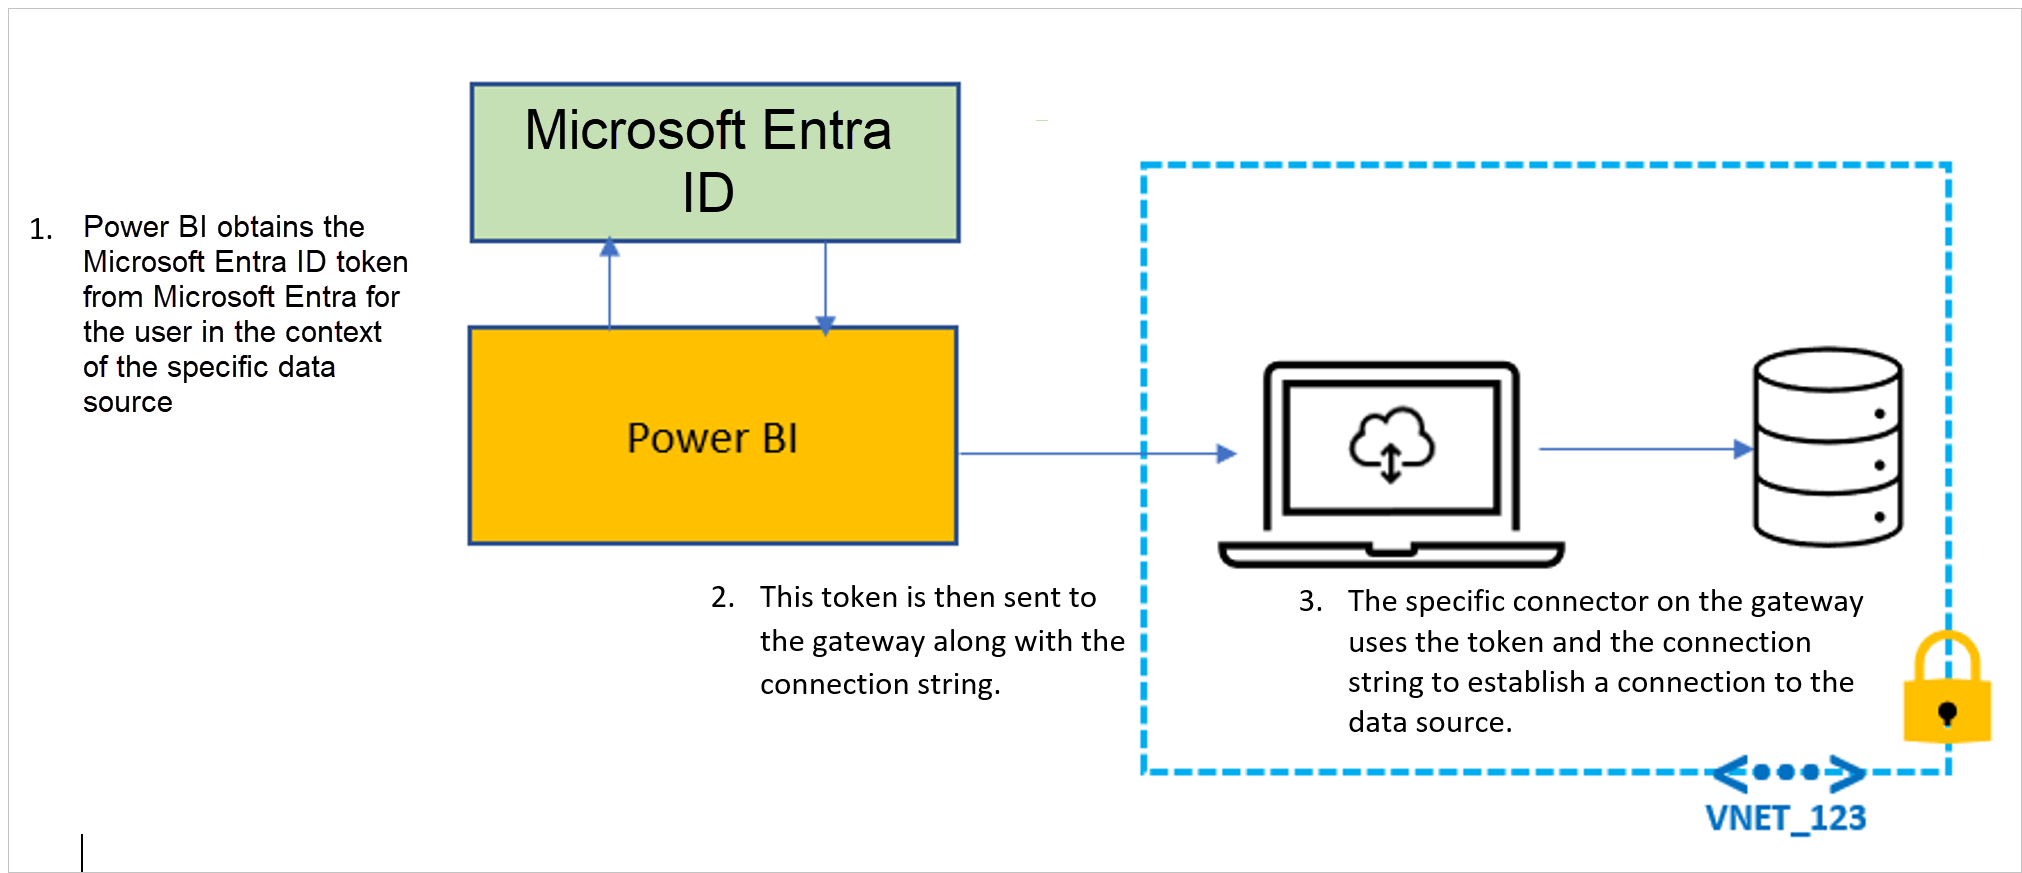 Microsoft Entra
ID
1. Power BI obtains the
Microsoft Entra ID token
from Microsoft Entra for
the user in the context
of the specific data
source
Power BI
2. This token is then sent to
the gateway along with the
connection string.
3. The specific connector on the gateway
uses the token and the connection
string to establish a connection to the
data source.
VNET_123